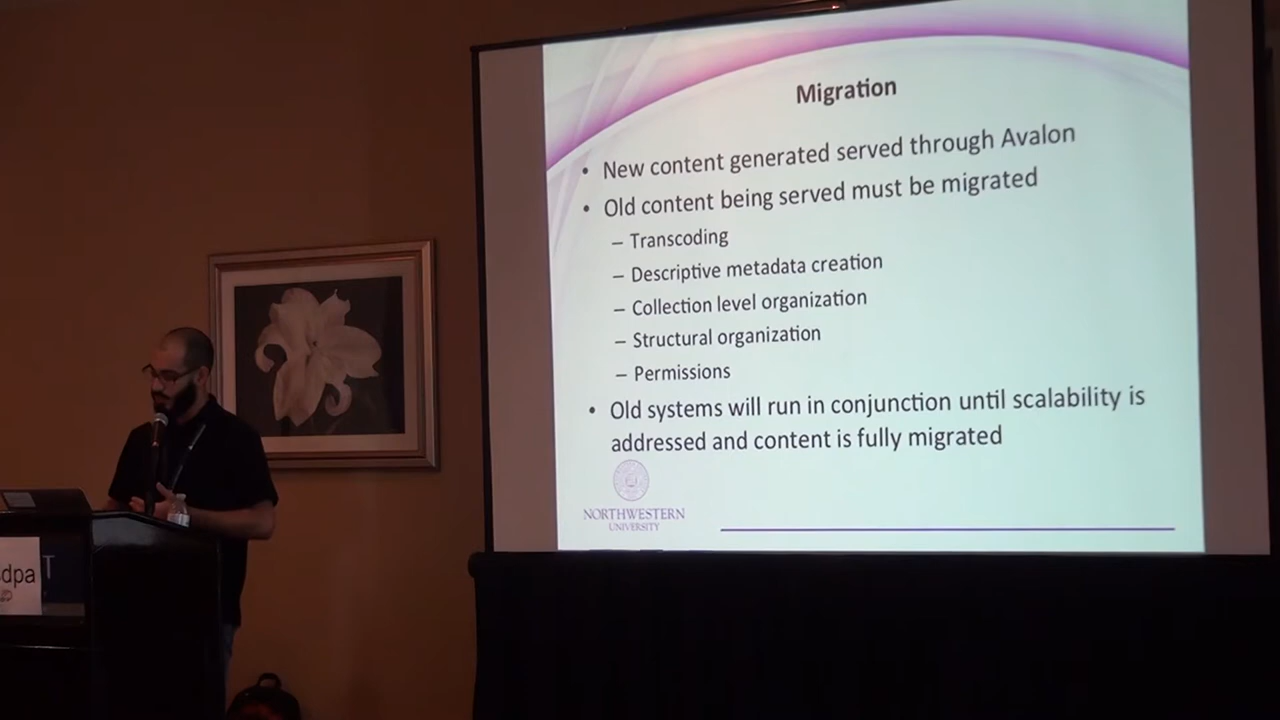 Migration
• New content generated served through Avalon
• Old content being served must be migrated
– Transcoding
– Descriptive metadata creation
– Collection level organization
– Structural organization
– Permissions
• Old systems will run in conjunction until scalability is
addressed and content is fully migrated
NORTHWESTERN
UNIVERSITY
dpa
T